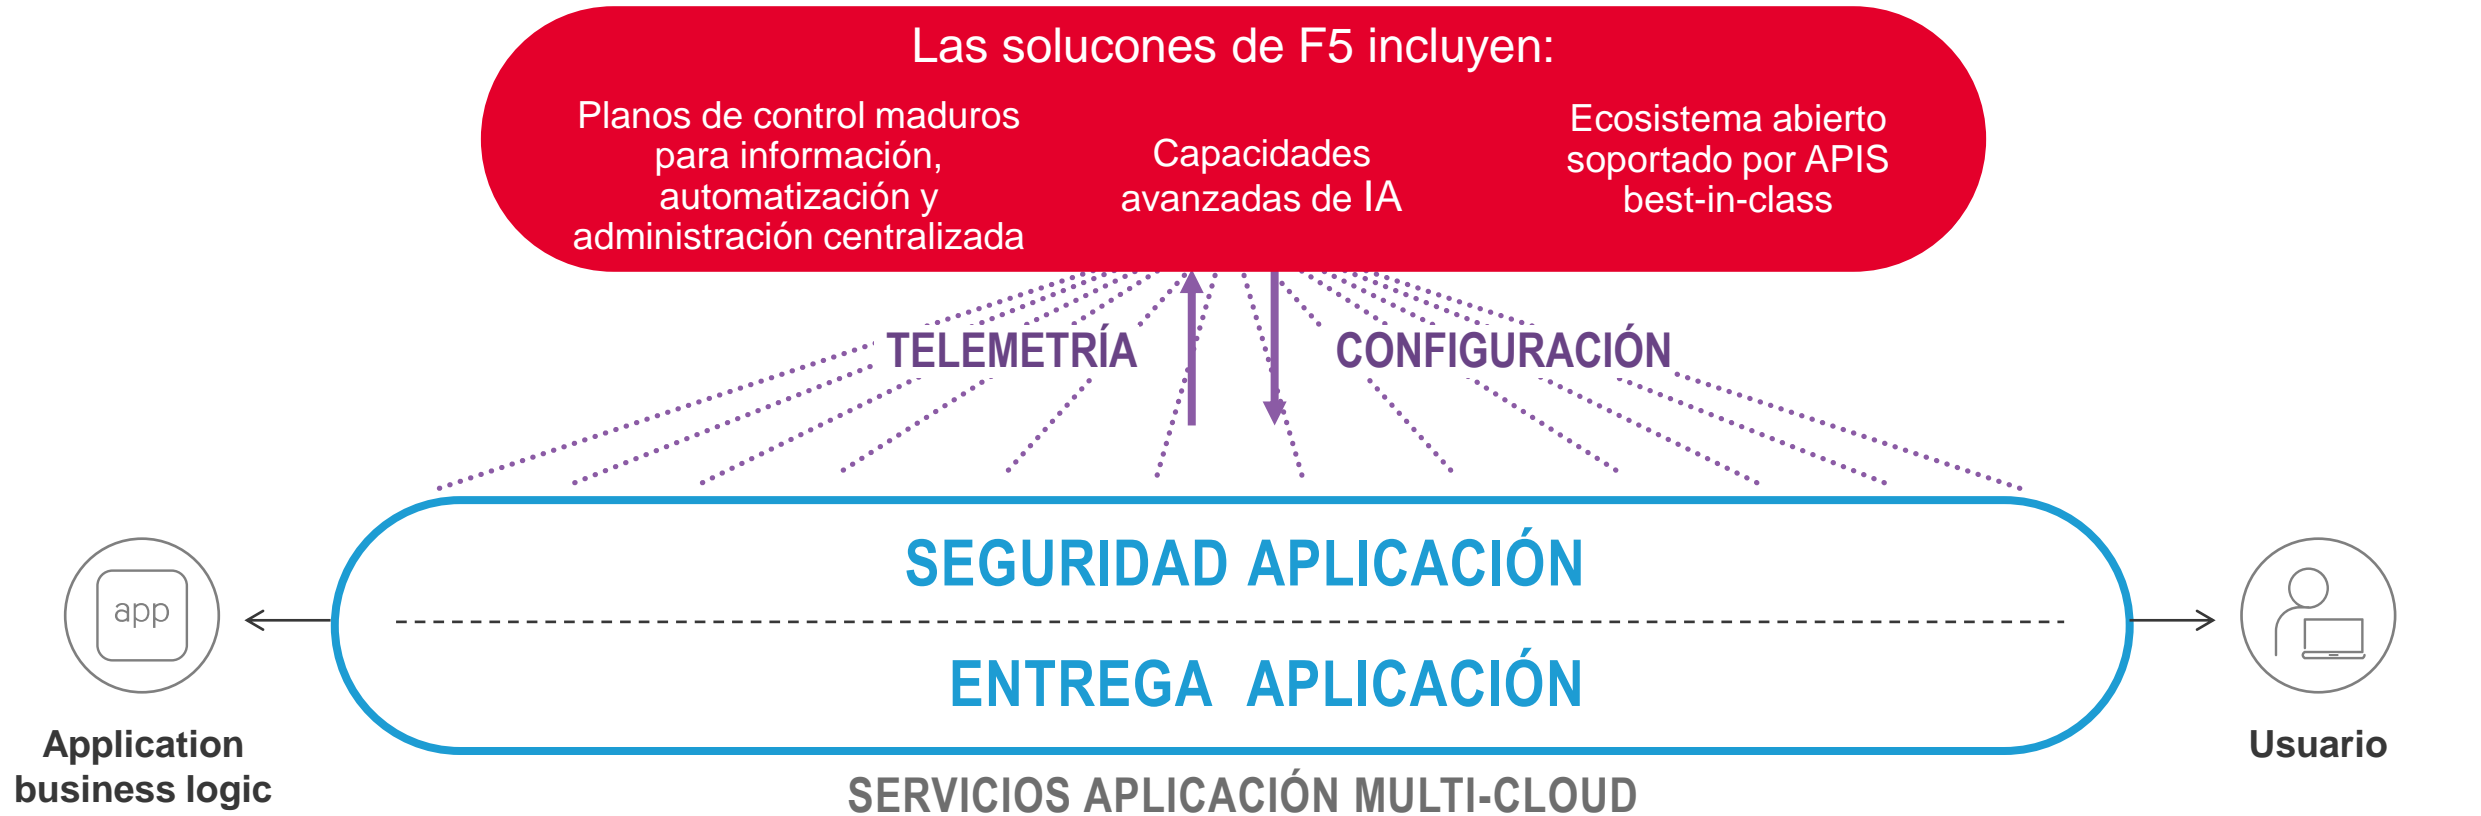 Las solucones de F5 incluyen:
Planos de control maduros
para información,
automatización y
administración centralizada
Capacidades
avanzadas de IA
Ecosistema abierto
soportado por APIS
best-in-class
TELEMETRÍA
CONFIGURACIÓN
SEGURIDAD APLICACIÓN
ENTREGA APLICACIÓN
app
Application
business logic
Usuario
SERVICIOS APLICACIÓN MULTI-CLOUD